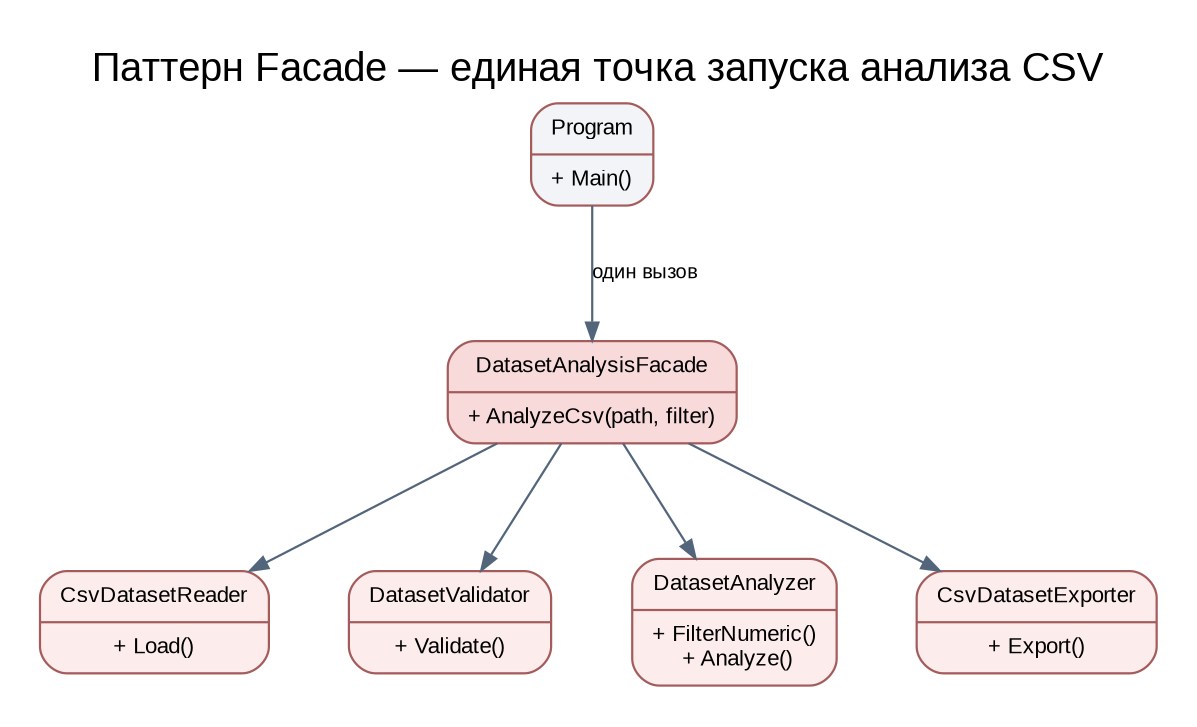 Паттерн Facade — единая точка запуска анализа CSV
Program
+ Main()
один вызов
DatasetAnalysisFacade
+ AnalyzeCsv(path, filter)
CsvDatasetReader
+ Load()
DatasetValidator
+ Validate()
DatasetAnalyzer
+ FilterNumeric()
+ Analyze()
CsvDatasetExporter
+ Export()